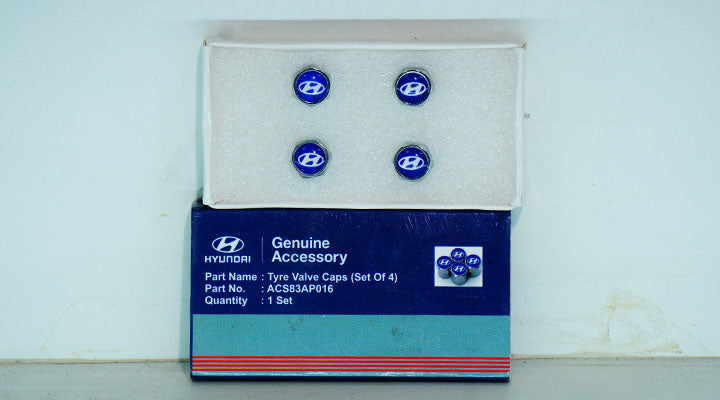 HYUNDAI
Genuine
Accessory
Part Name : Tyre Valve Caps (Set Of 4)
Part No. : ACS83AP016
Quantity : 1 Set